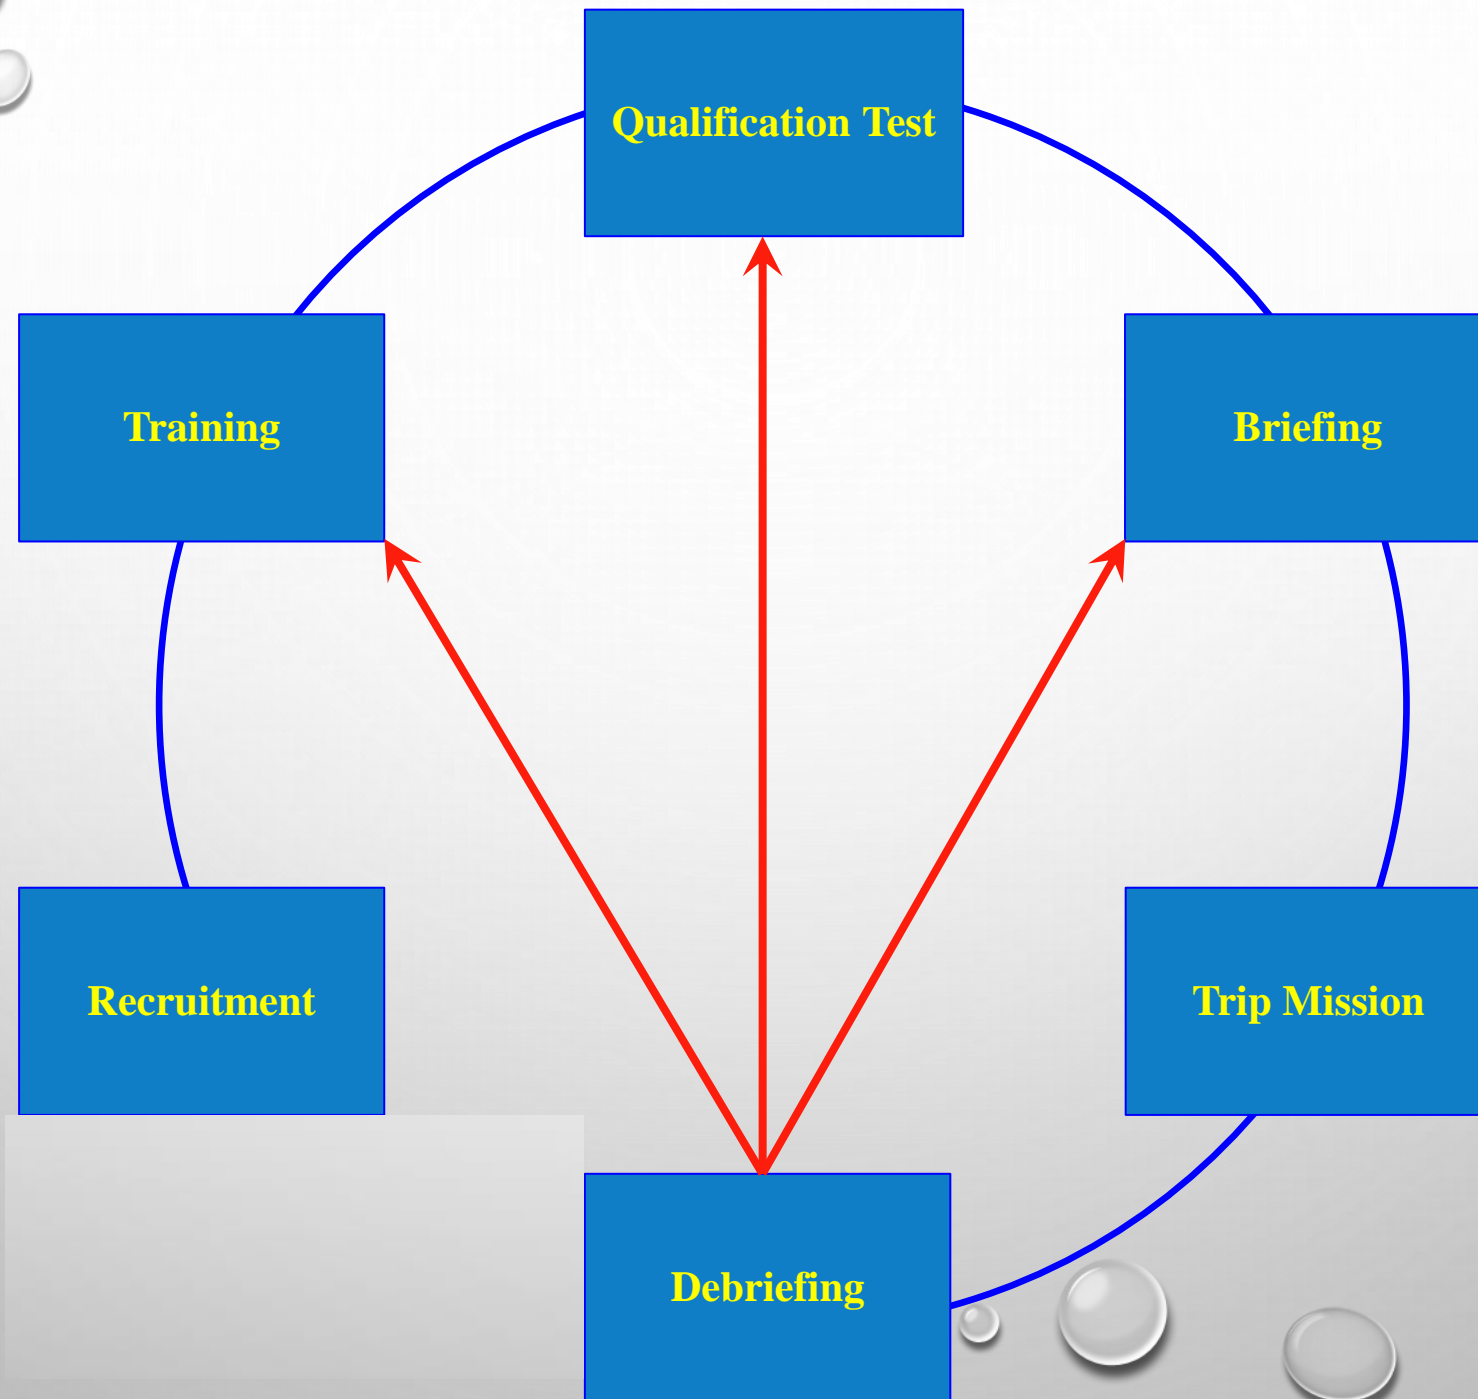 Qualification Test
Training
Briefing
Recruitment
Trip Mission
Debriefing